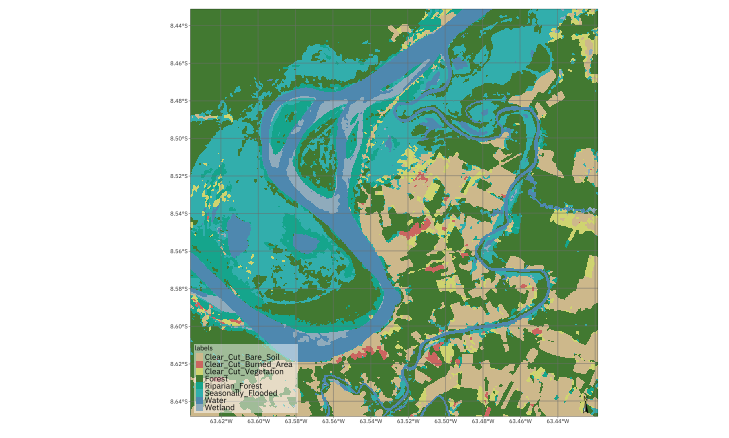 8.44°S
8.46°S
8.48°S
8.50°S
8.52°S
8.54°S
8.56°S
8.58°S
8.60°S
8.62°S
8.64°S
labels
Clear_Cut_Bare_Soil
Clear_Cut_Burned_Area
Clear_Cut_Vegetation
Forest
Riparian_Forest
Seasonally_Flooded
Water
Wetland
63.62°W 63.60°W 63.58°W 63.56°W 63.54°W 63.52°W 63.50°W 63.48°W 63.46°W 63.44°W